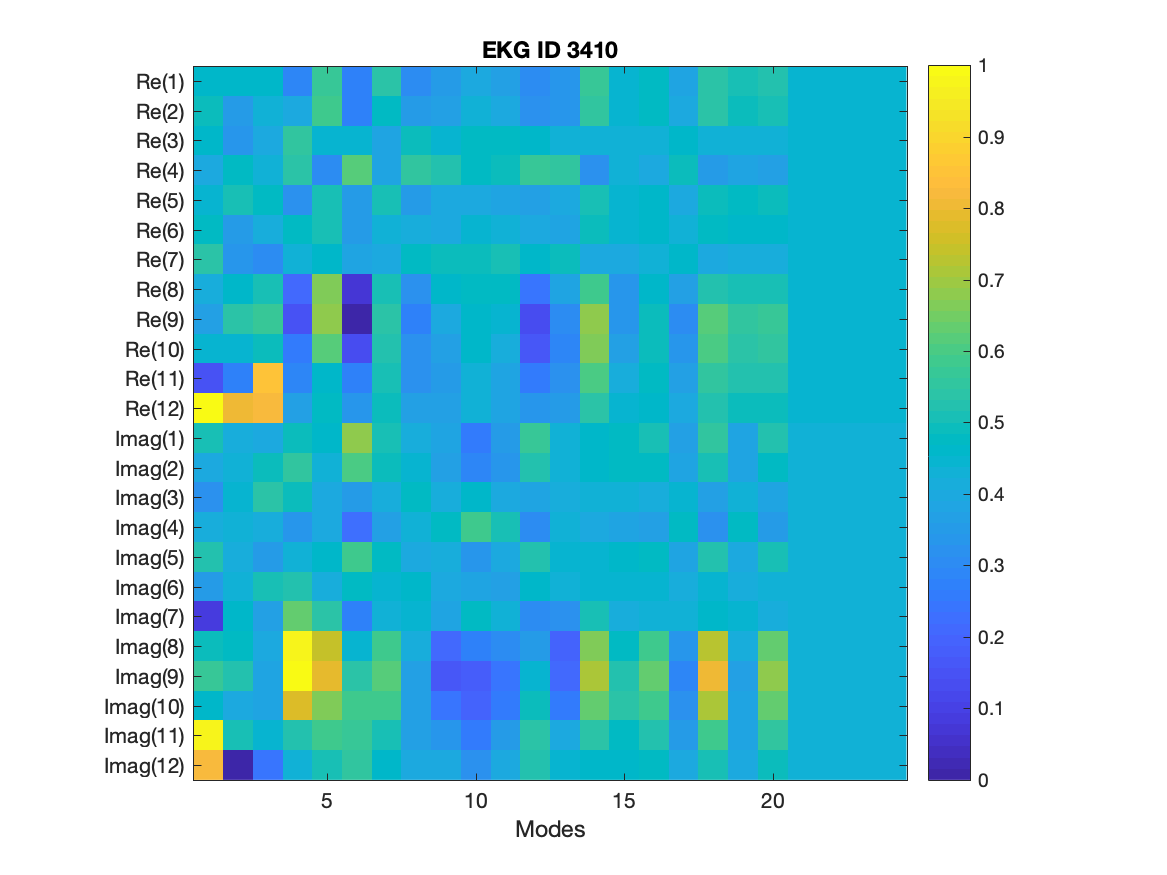 EKG ID 3410
Re(1)
Re(2)
Re(3)
Re(4)
Re(5)
Re(6)
Re(7)
Re(8)
Re(9)
Re(10)
Re(11)
Re(12)
Imag(1)
Imag(2)
Imag(3)
Imag(4)
Imag(5)
Imag(6)
Imag(7)
Imag(8)
Imag(9)
Imag(10)
Imag(11)
Imag(12)
5 10 15 20
Modes
1
0.9
0.8
0.7
0.6
0.5
0.4
0.3
0.2
0.1
0